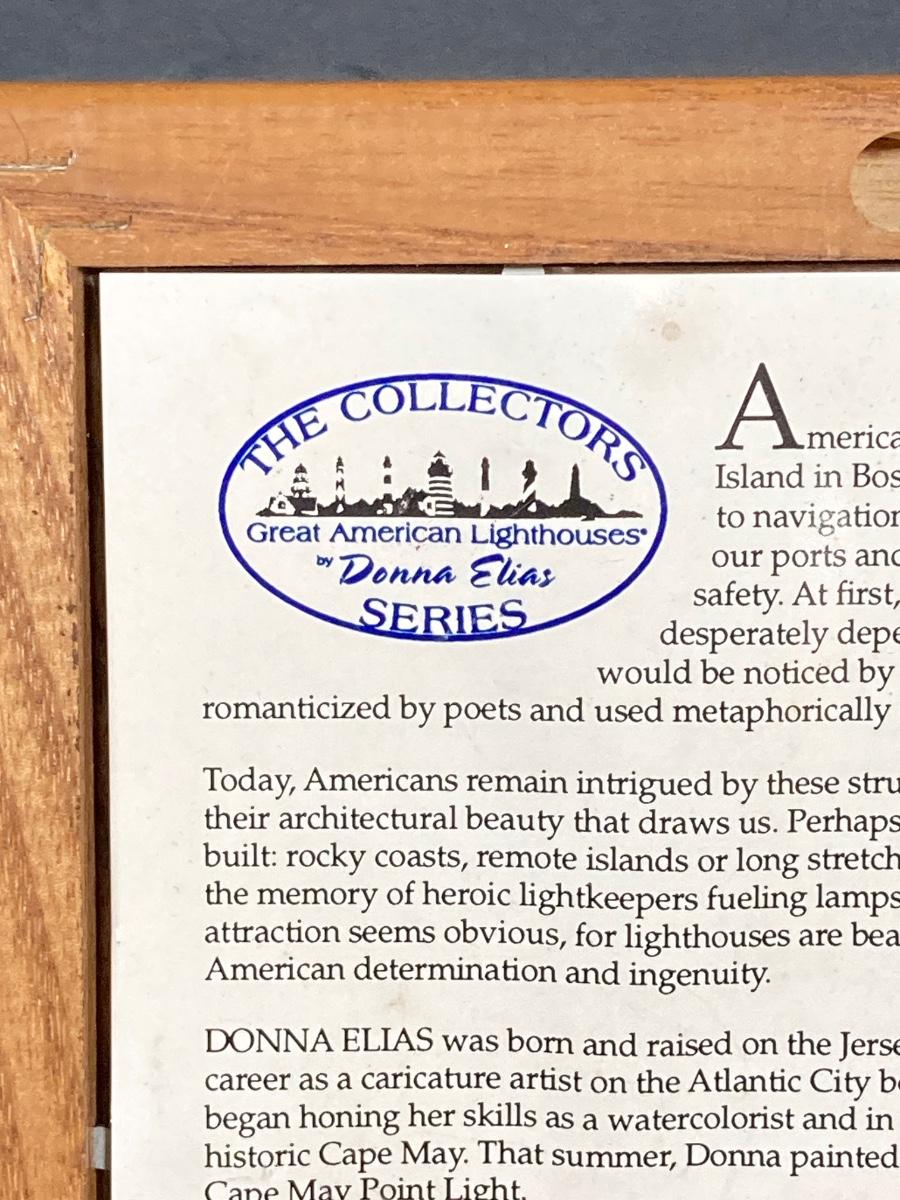 THE COLLECTORS
Great American Lighthouses®
by Donna Elias
SERIES
America
Island in Bos
to navigation
our ports and
safety. At first,
desperately depe
would be noticed by
romanticized by poets and used metaphorically
Today, Americans remain intrigued by these stru
their architectural beauty that draws us. Perhaps
built: rocky coasts, remote islands or long stretch
the memory of heroic lightkeepers fueling lamps
attraction seems obvious, for lighthouses are bea
American determination and ingenuity.
DONNA ELIAS was born and raised on the Jerse
career as a caricature artist on the Atlantic City b
began honing her skills as a watercolorist and in
historic Cape May. That summer, Donna painted
Cape May Point Light.